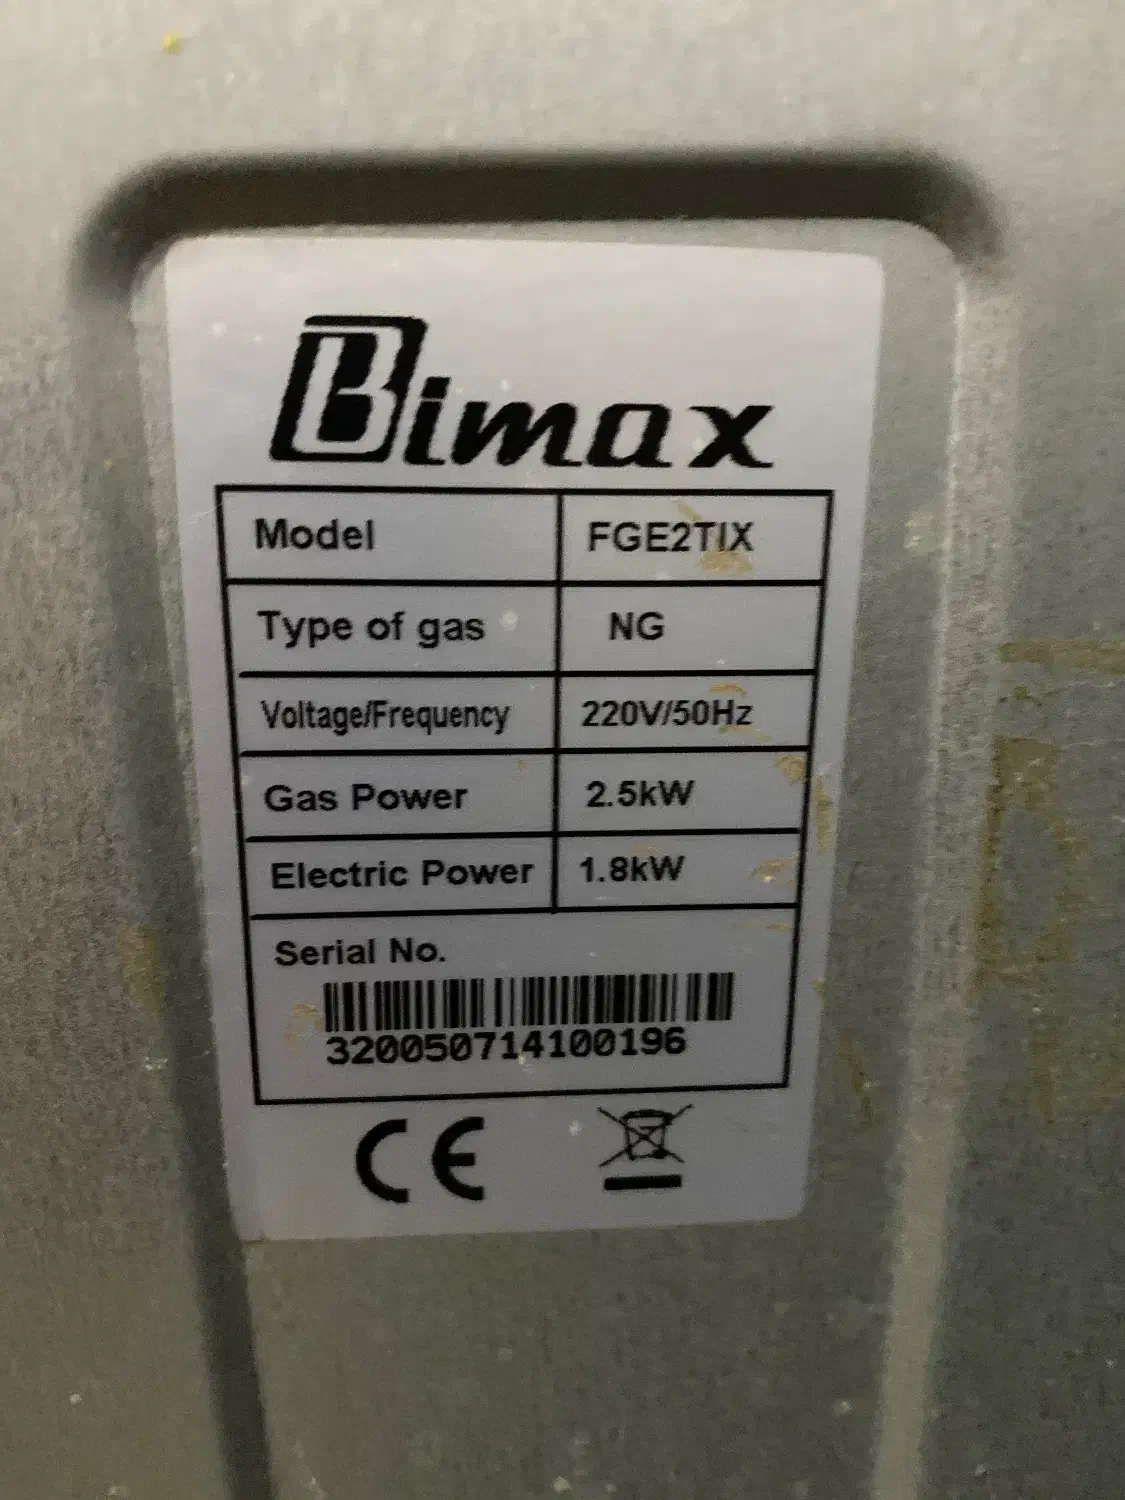 Bimax
Model FGE2TIX
Type of gas NG
Voltage/Frequency 220V/50Hz
Gas Power 2.5kW
Electric Power 1.8kW
Serial No.
320050714100196
CE